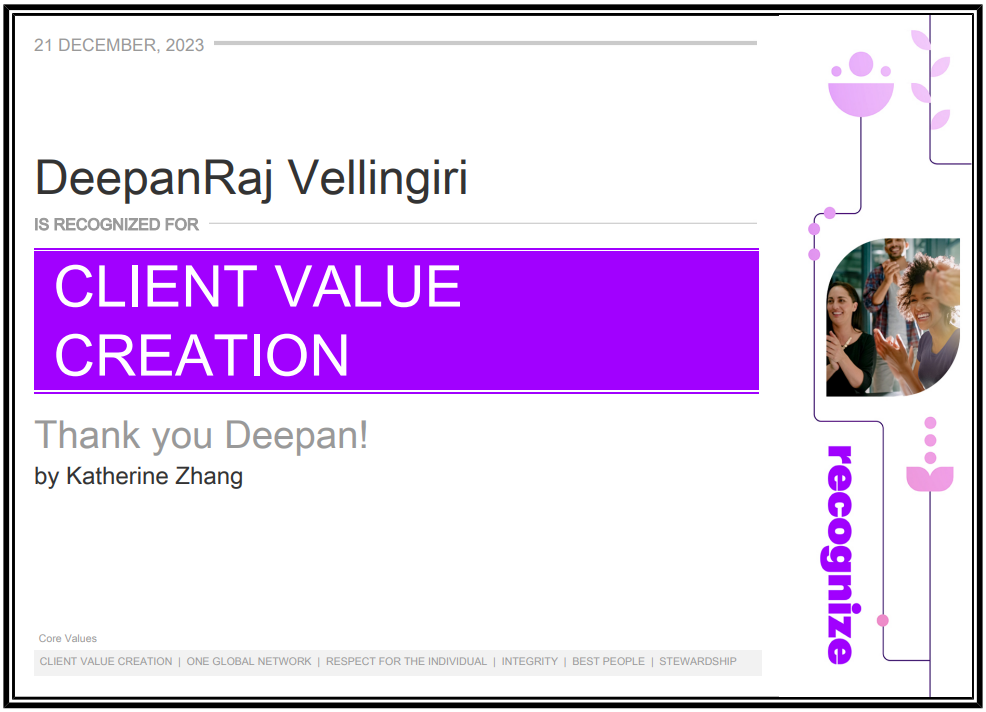 21 DECEMBER, 2023
DeepanRaj Vellingiri
IS RECOGNIZED FOR
CLIENT VALUE
CREATION
Thank you Deepan!
by Katherine Zhang
recognize
Core Values
CLIENT VALUE CREATION | ONE GLOBAL NETWORK | RESPECT FOR THE INDIVIDUAL | INTEGRITY | BEST PEOPLE | STEWARDSHIP